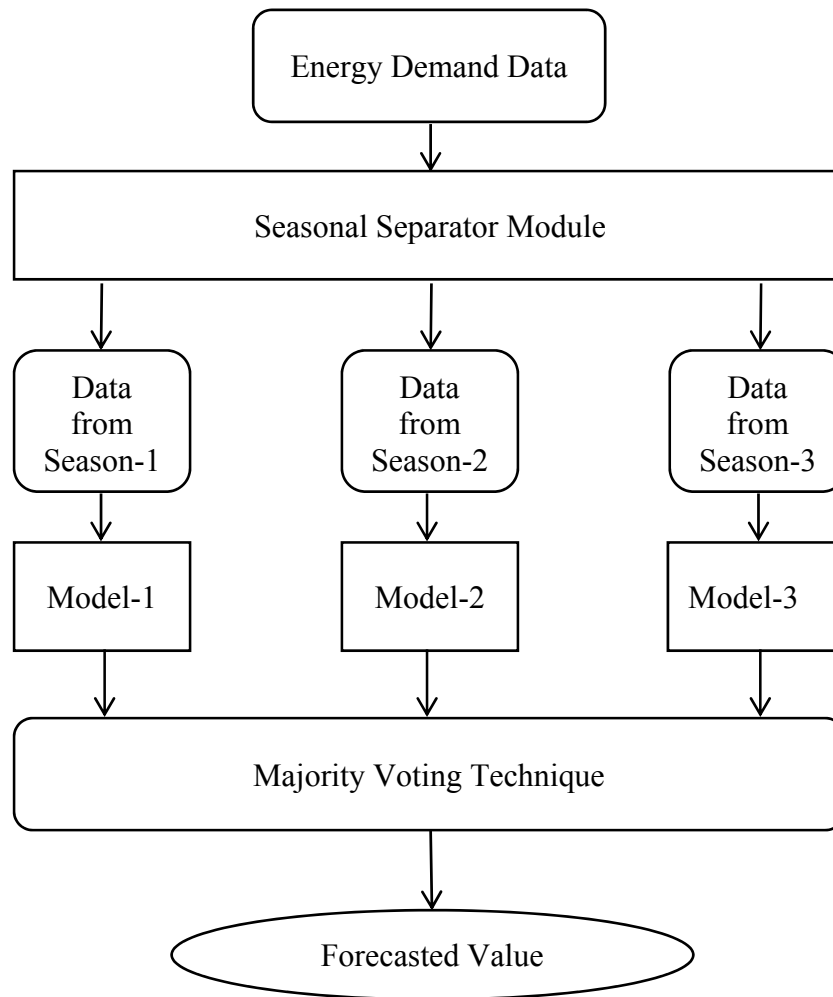 Energy Demand Data
Seasonal Separator Module
Data
from
Season-1
Data
from
Season-2
Data
from
Season-3
Model-1
Model-2
Model-3
Majority Voting Technique
Forecasted Value